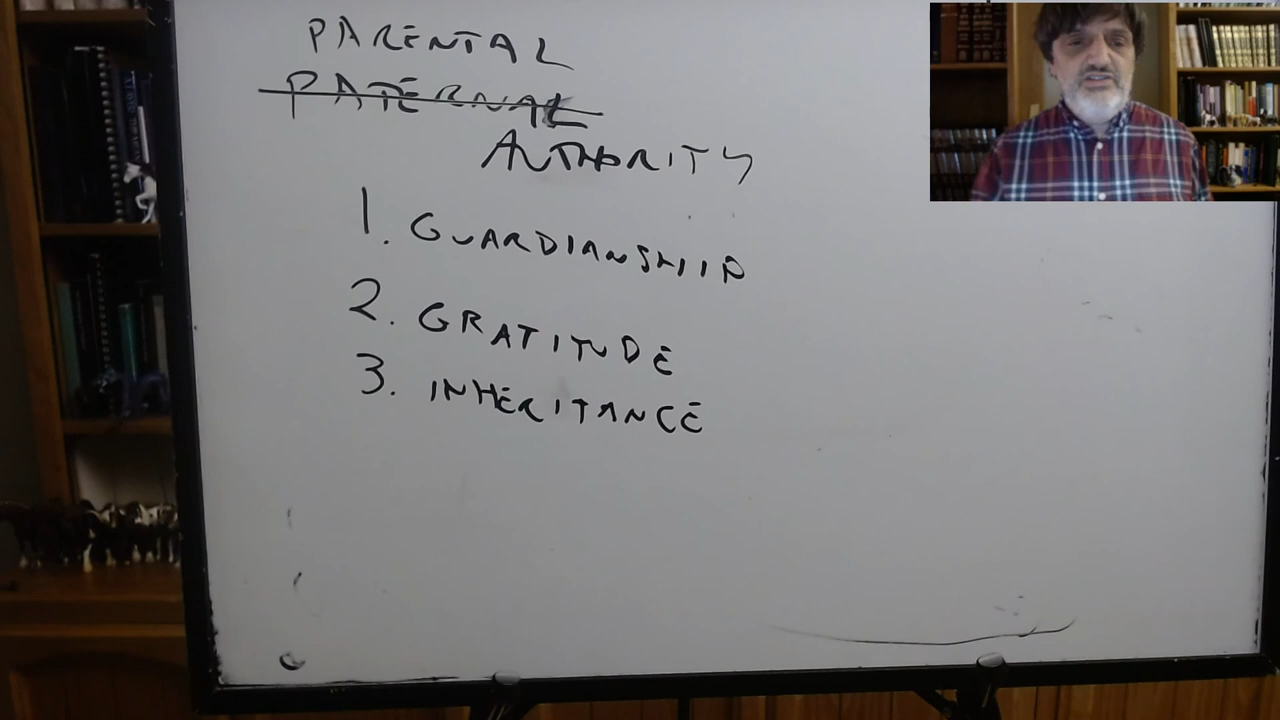 PARENTAL
PATERNAL
AUTHORITY
1. GUARDIANSHIP
2. GRATITUDE
3. INHERITANCE